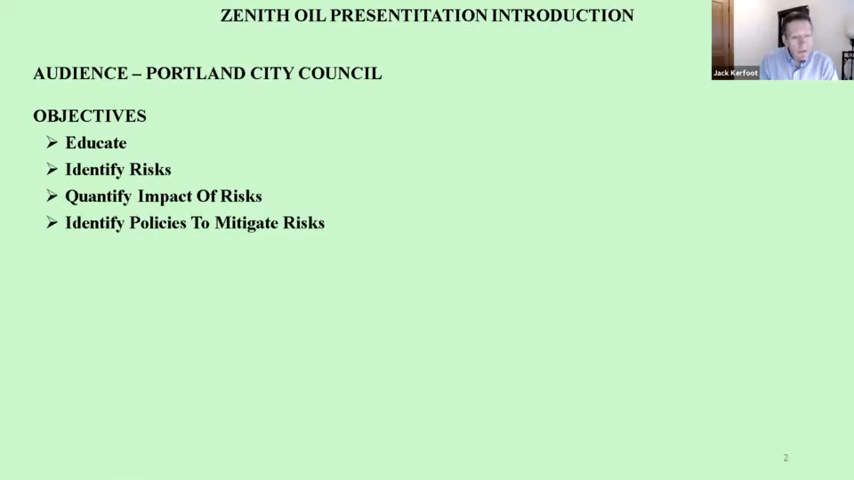 ZENITH OIL PRESENTITATION INTRODUCTION
Jack Kerfoot
AUDIENCE – PORTLAND CITY COUNCIL
OBJECTIVES
➢ Educate
➢ Identify Risks
➢ Quantify Impact Of Risks
➢ Identify Policies To Mitigate Risks
2